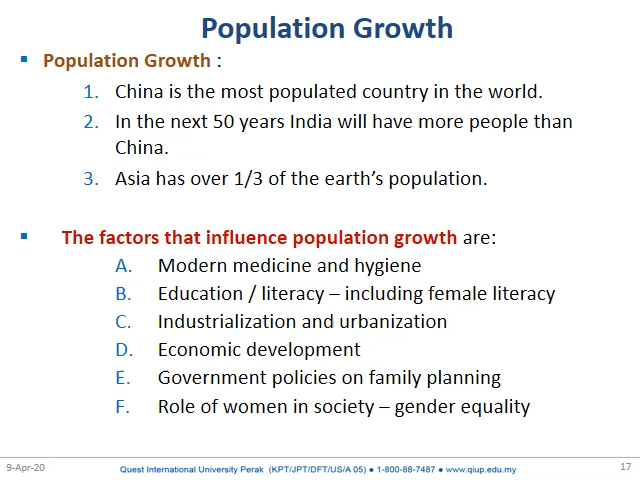 Population Growth
Population Growth :
1. China is the most populated country in the world.
2. In the next 50 years India will have more people than
China.
3. Asia has over 1/3 of the earth's population.
The factors that influence population growth are:
A. Modern medicine and hygiene
B. Education / literacy – including female literacy
C. Industrialization and urbanization
D. Economic development
E. Government policies on family planning
F. Role of women in society – gender equality
9-Apr-20 Quest International University Perak (KPT/JPT/DFT/US/A 05) ● 1-800-88-7487 ● www.qiup.edu.my 17